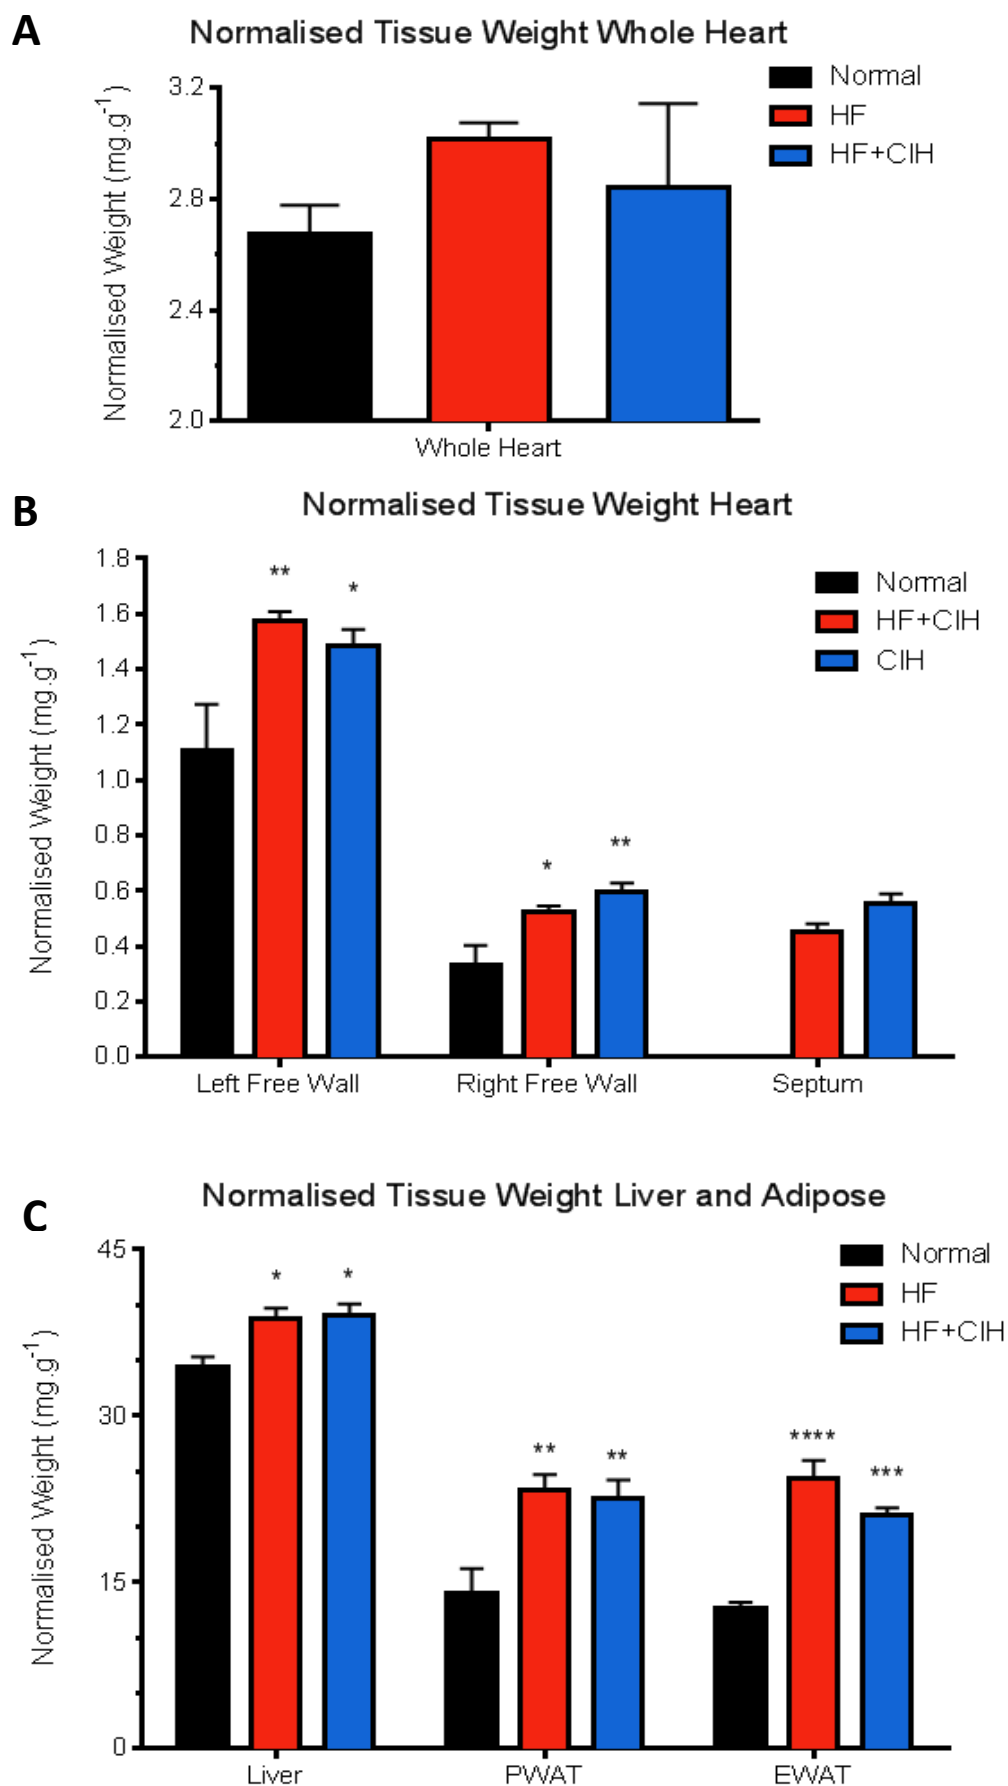 A
Normalised Tissue Weight Whole Heart
Normal
HF
HF+CIH
Normalised Weight (mg.g-1)
3.2
2.8
2.4
2.0
Whole Heart
B
Normalised Tissue Weight Heart
Normal
HF+CIH
CIH
Normalised Weight (mg.g-1)
1.8
1.6
1.4
1.2
1.0
0.8
0.6
0.4
0.2
0.0
** *
* **
Left Free Wall Right Free Wall Septum
C
Normalised Tissue Weight Liver and Adipose
Normal
HF
HF+CIH
Normalised Weight (mg.g-1)
45
30
15
0
* *
** **
**** ***
Liver PWAT EWAT